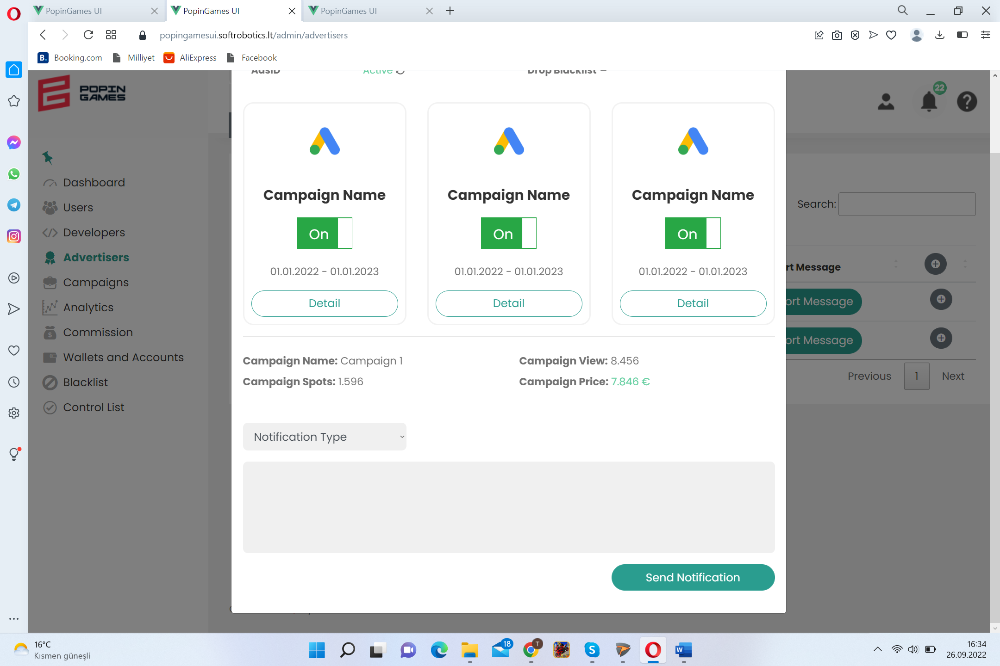 PopinGames UI
PopinGames UI
PopinGames UI
popingamesui.softrobotics.lt/admin/advertisers
B. Booking.com
Milliyet
AliExpress
Facebook
AdsID
Active
Drop Blacklist
POPIN
GAMES
22
Dashboard
Users
Developers
Advertisers
Campaigns
Analytics
Commission
Wallets and Accounts
Blacklist
Control List
Campaign Name
On
01.01.2022 - 01.01.2023
Detail
Campaign Name
On
01.01.2022 - 01.01.2023
Detail
Campaign Name
On
01.01.2022 - 01.01.2023
Detail
Campaign Name: Campaign 1
Campaign View: 8.456
Campaign Spots: 1.596
Campaign Price: 7.846 €
Notification Type
Send Notification
Search:
rt Message
ort Message
ort Message
Previous
1
Next
16°C
Kısmen güneşli
18
T
S
W
16:34
26.09.2022